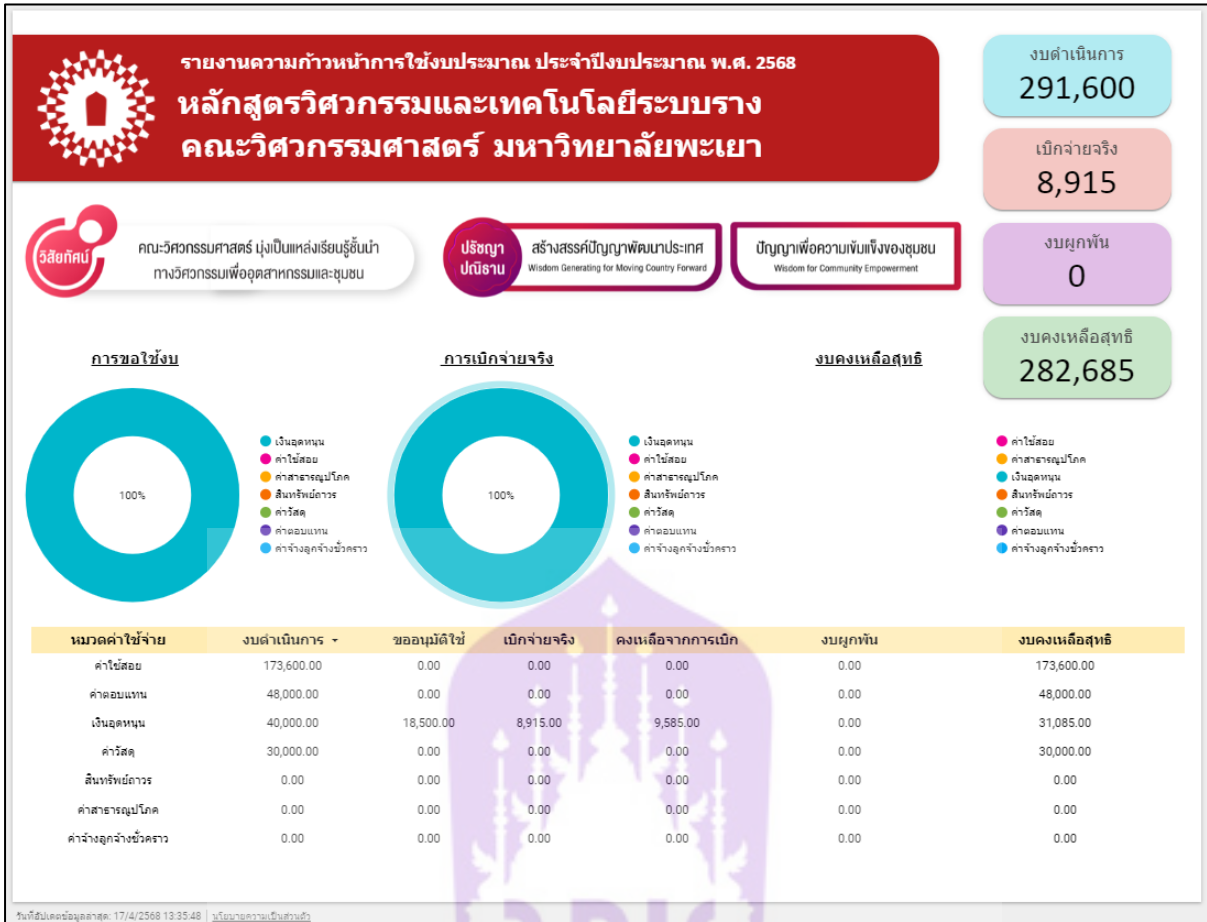 รายงานความก้าวหน้าการใช้งบประมาณ ประจำปีงบประมาณ พ.ศ. 2568
หลักสูตรวิศวกรรมและเทคโนโลยีระบบราง
คณะวิศวกรรมศาสตร์ มหาวิทยาลัยพะเยา
งบดำเนินการ
291,600
เบิกจ่ายจริง
8,915
งบผูกพัน
0
งบคงเหลือสุทธิ
282,685
วิสัยทัศน์
คณะวิศวกรรมศาสตร์ มุ่งเป็นแหล่งเรียนรู้ชั้นนำ
ทางวิศวกรรมเพื่ออุตสาหกรรมและชุมชน
ปรัชญา
ปณิธาน
สร้างสรรค์ปัญญาพัฒนาประเทศ
Wisdom Generating for Moving Country Forward
ปัญญาเพื่อความเข้มแข็งของชุมชน
Wisdom for Community Empowerment
การขอใช้งบ
100%
เงินอุดหนุน
ค่าใช้สอย
ค่าสาธารณูปโภค
สินทรัพย์ถาวร
ค่าวัสดุ
ค่าตอบแทน
ค่าจ้างลูกจ้างชั่วคราว
การเบิกจ่ายจริง
100%
เงินอุดหนุน
ค่าใช้สอย
ค่าสาธารณูปโภค
สินทรัพย์ถาวร
ค่าวัสดุ
ค่าตอบแทน
ค่าจ้างลูกจ้างชั่วคราว
งบคงเหลือสุทธิ
ค่าใช้สอย
ค่าสาธารณูปโภค
เงินอุดหนุน
สินทรัพย์ถาวร
ค่าวัสดุ
ค่าตอบแทน
ค่าจ้างลูกจ้างชั่วคราว
หมวดค่าใช้จ่าย งบดำเนินการ ขออนุมัติใช้ เบิกจ่ายจริง คงเหลือจากการเบิก งบผูกพัน งบคงเหลือสุทธิ
ค่าใช้สอย 173,600.00 0.00 0.00 0.00 0.00 173,600.00
ค่าตอบแทน 48,000.00 0.00 0.00 0.00 0.00 48,000.00
เงินอุดหนุน 40,000.00 18,500.00 8,915.00 9,585.00 0.00 31,085.00
ค่าวัสดุ 30,000.00 0.00 0.00 0.00 0.00 30,000.00
สินทรัพย์ถาวร 0.00 0.00 0.00 0.00 0.00 0.00
ค่าสาธารณูปโภค 0.00 0.00 0.00 0.00 0.00 0.00
ค่าจ้างลูกจ้างชั่วคราว 0.00 0.00 0.00 0.00 0.00 0.00
วันที่อัปเดตข้อมูลล่าสุด: 17/4/2568 13:35:48 นโยบายความเป็นส่วนตัว